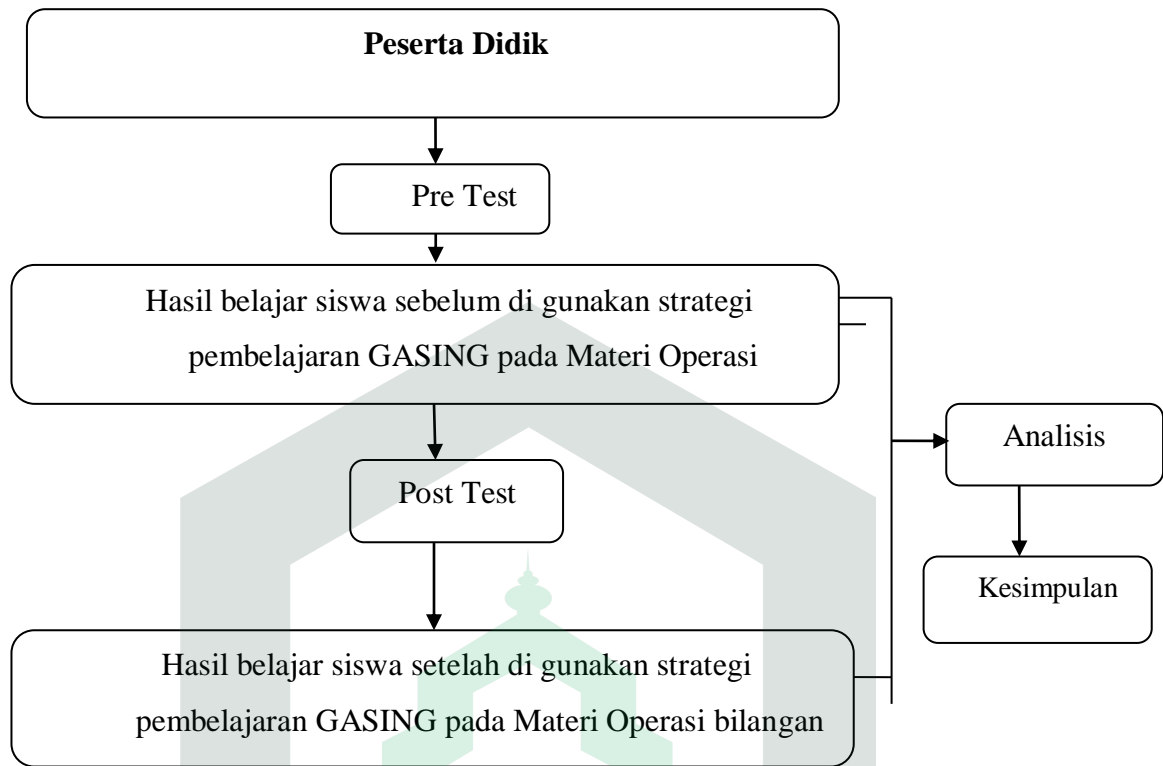 Peserta Didik
Pre Test
Hasil belajar siswa sebelum di gunakan strategi
pembelajaran GASING pada Materi Operasi
Post Test
Hasil belajar siswa setelah di gunakan strategi
pembelajaran GASING pada Materi Operasi bilangan
Analisis
Kesimpulan